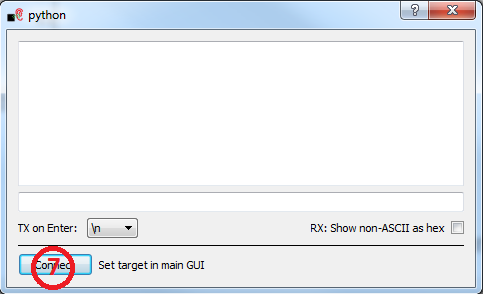 python
TX on Enter: \n RX: Show non-ASCII as hex
Connect 7 Set target in main GUI